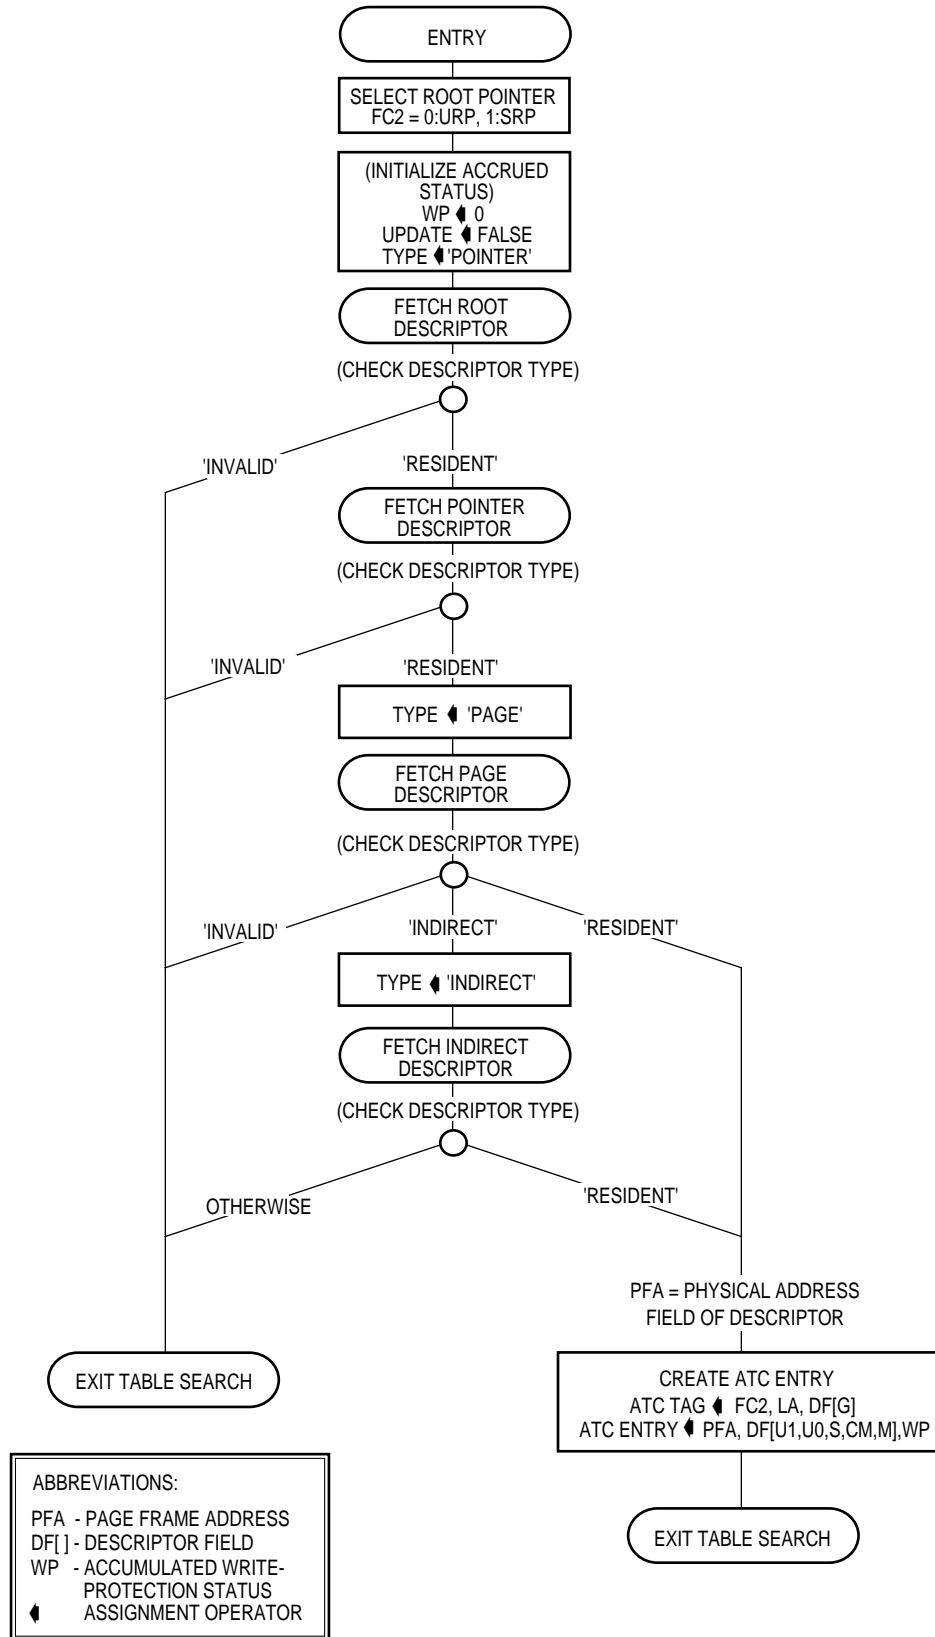 ENTRY
SELECT ROOT POINTER
FC2 = 0:URP, 1:SRP
(INITIALIZE ACCRUED
STATUS)
WP ⬧ 0
UPDATE ⬧ FALSE
TYPE ⬧ 'POINTER'
FETCH ROOT
DESCRIPTOR
(CHECK DESCRIPTOR TYPE)
'INVALID'
'RESIDENT'
FETCH POINTER
DESCRIPTOR
(CHECK DESCRIPTOR TYPE)
'INVALID'
'RESIDENT'
TYPE ⬧ 'PAGE'
FETCH PAGE
DESCRIPTOR
(CHECK DESCRIPTOR TYPE)
'INVALID'
'INDIRECT'
'RESIDENT'
TYPE ⬧ 'INDIRECT'
FETCH INDIRECT
DESCRIPTOR
(CHECK DESCRIPTOR TYPE)
OTHERWISE
'RESIDENT'
PFA = PHYSICAL ADDRESS
FIELD OF DESCRIPTOR
EXIT TABLE SEARCH
CREATE ATC ENTRY
ATC TAG ⬧ FC2, LA, DF[G]
ATC ENTRY ⬧ PFA, DF[U1,U0,S,CM,M],WP
EXIT TABLE SEARCH
ABBREVIATIONS:
PFA - PAGE FRAME ADDRESS
DF[ ] - DESCRIPTOR FIELD
WP - ACCUMULATED WRITE-
PROTECTION STATUS
⬧ ASSIGNMENT OPERATOR